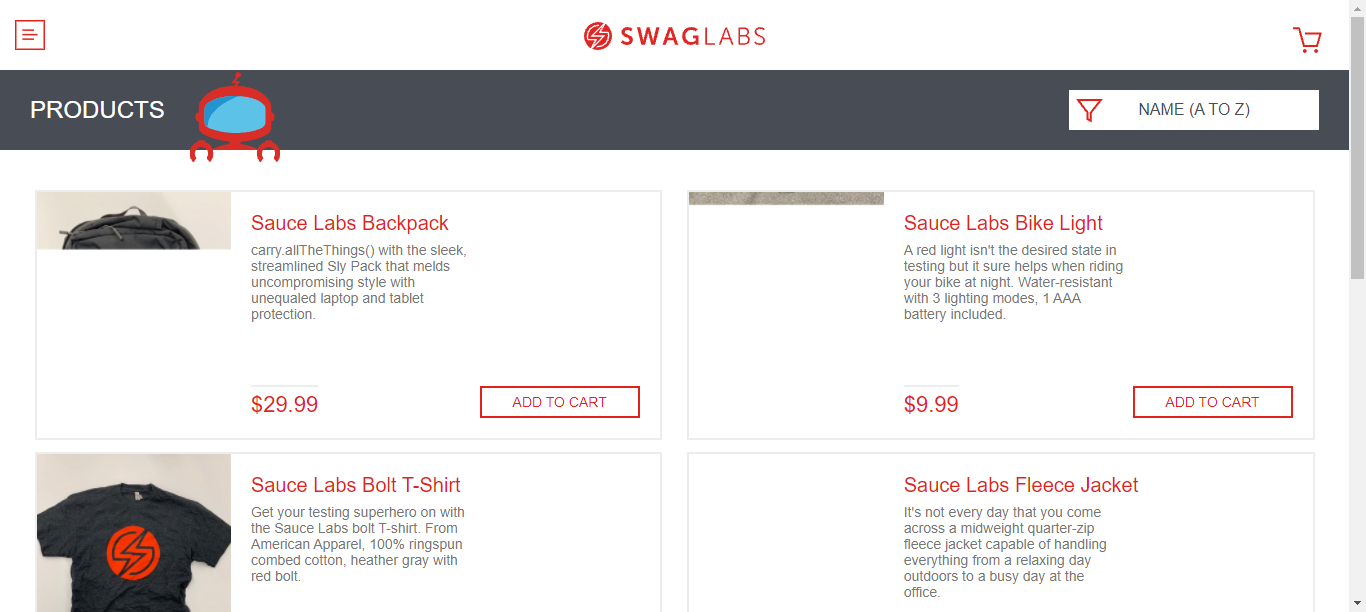 SWAGLABS
PRODUCTS
NAME (A TO Z)
Sauce Labs Backpack
carry.allTheThings() with the sleek,
streamlined Sly Pack that melds
uncompromising style with
unequaled laptop and tablet
protection.
$29.99
ADD TO CART
Sauce Labs Bike Light
A red light isn't the desired state in
testing but it sure helps when riding
your bike at night. Water-resistant
with 3 lighting modes, 1 AAA
battery included.
$9.99
ADD TO CART
Sauce Labs Bolt T-Shirt
Get your testing superhero on with
the Sauce Labs bolt T-shirt. From
American Apparel, 100% ringspun
combed cotton, heather gray with
red bolt.
Sauce Labs Fleece Jacket
It's not every day that you come
across a midweight quarter-zip
fleece jacket capable of handling
everything from a relaxing day
outdoors to a busy day at the
office.